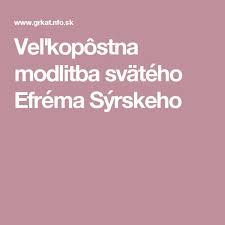 www.grkat.nfo.sk
Veľkopôstna
modlitba svätého
Efréma Sýrskeho